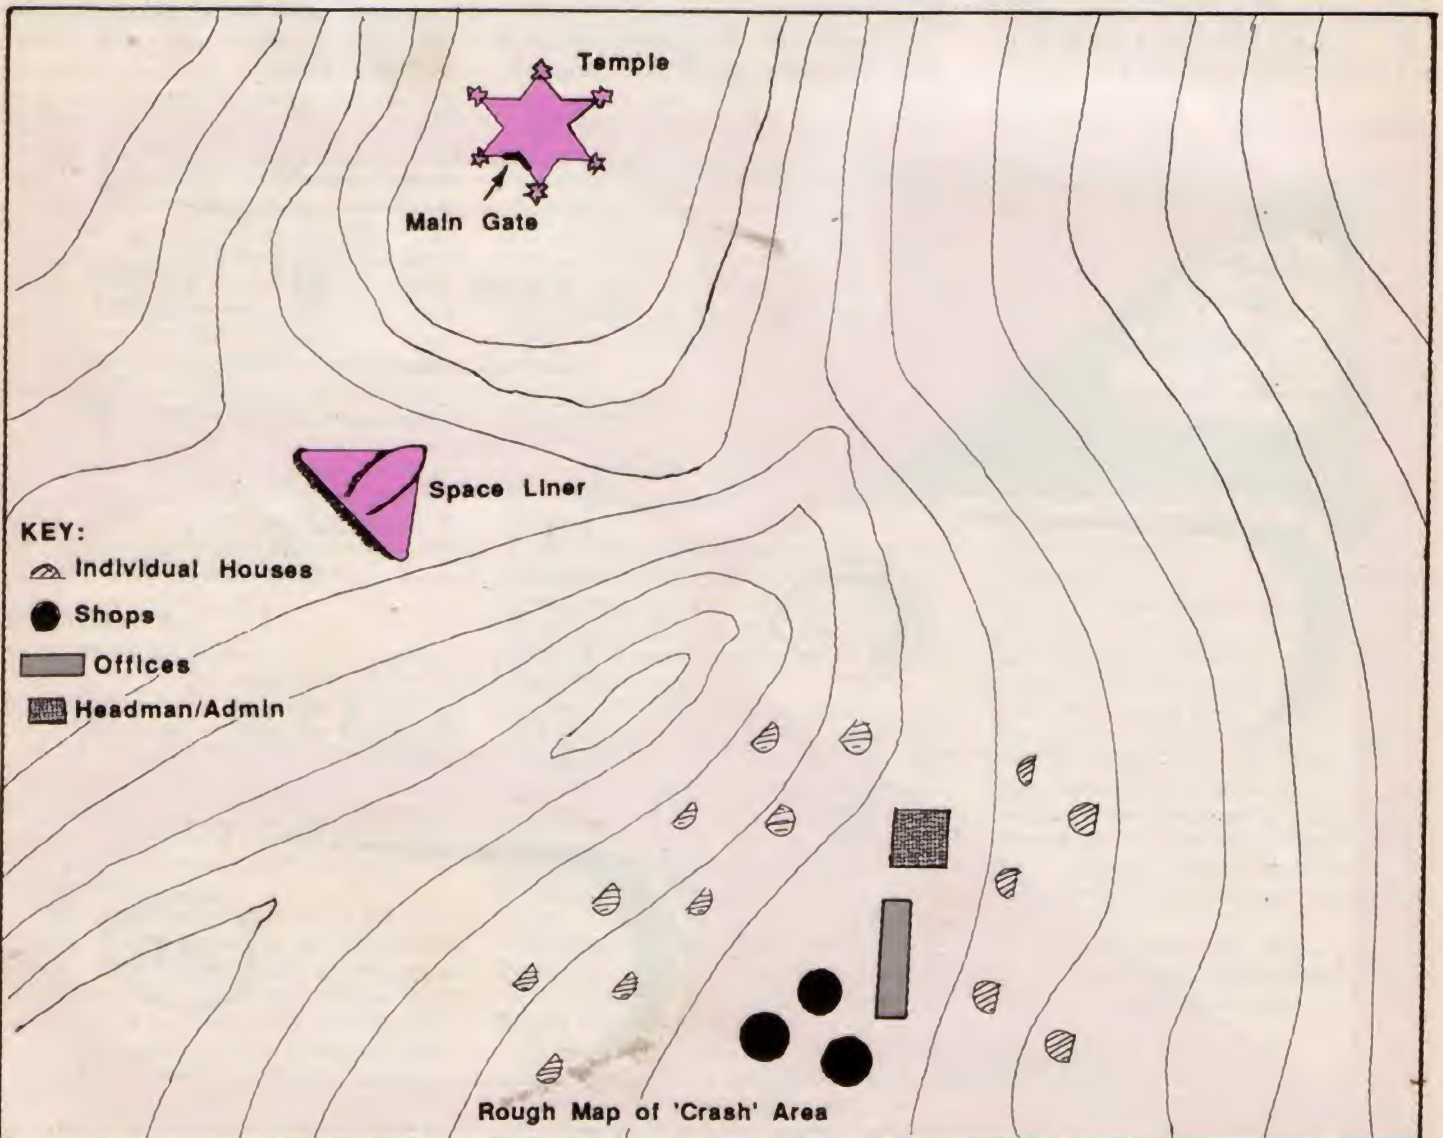 Temple
Main Gate
Space Liner
KEY:
Individual Houses
Shops
Offices
Headman/Admin
Rough Map of 'Crash' Area